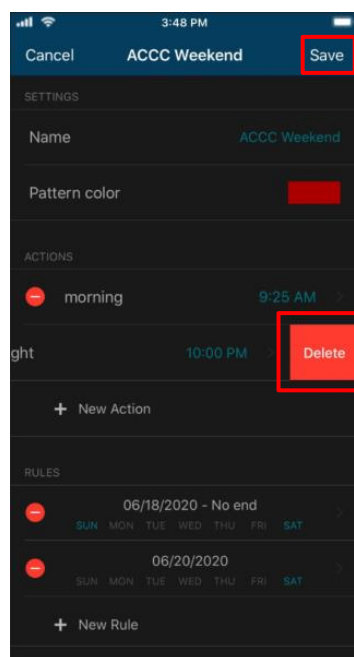 3:48 PM
Cancel ACCC Weekend Save
SETTINGS
Name ACCC Weekend
Pattern color
ACTIONS
morning 9:25 AM
ght 10:00 PM Delete
+ New Action
RULES
06/18/2020 - No end
SUN MON TUE WED THU FRI SAT
06/20/2020
SUN MON TUE WED THU FRI SAT
+ New Rule